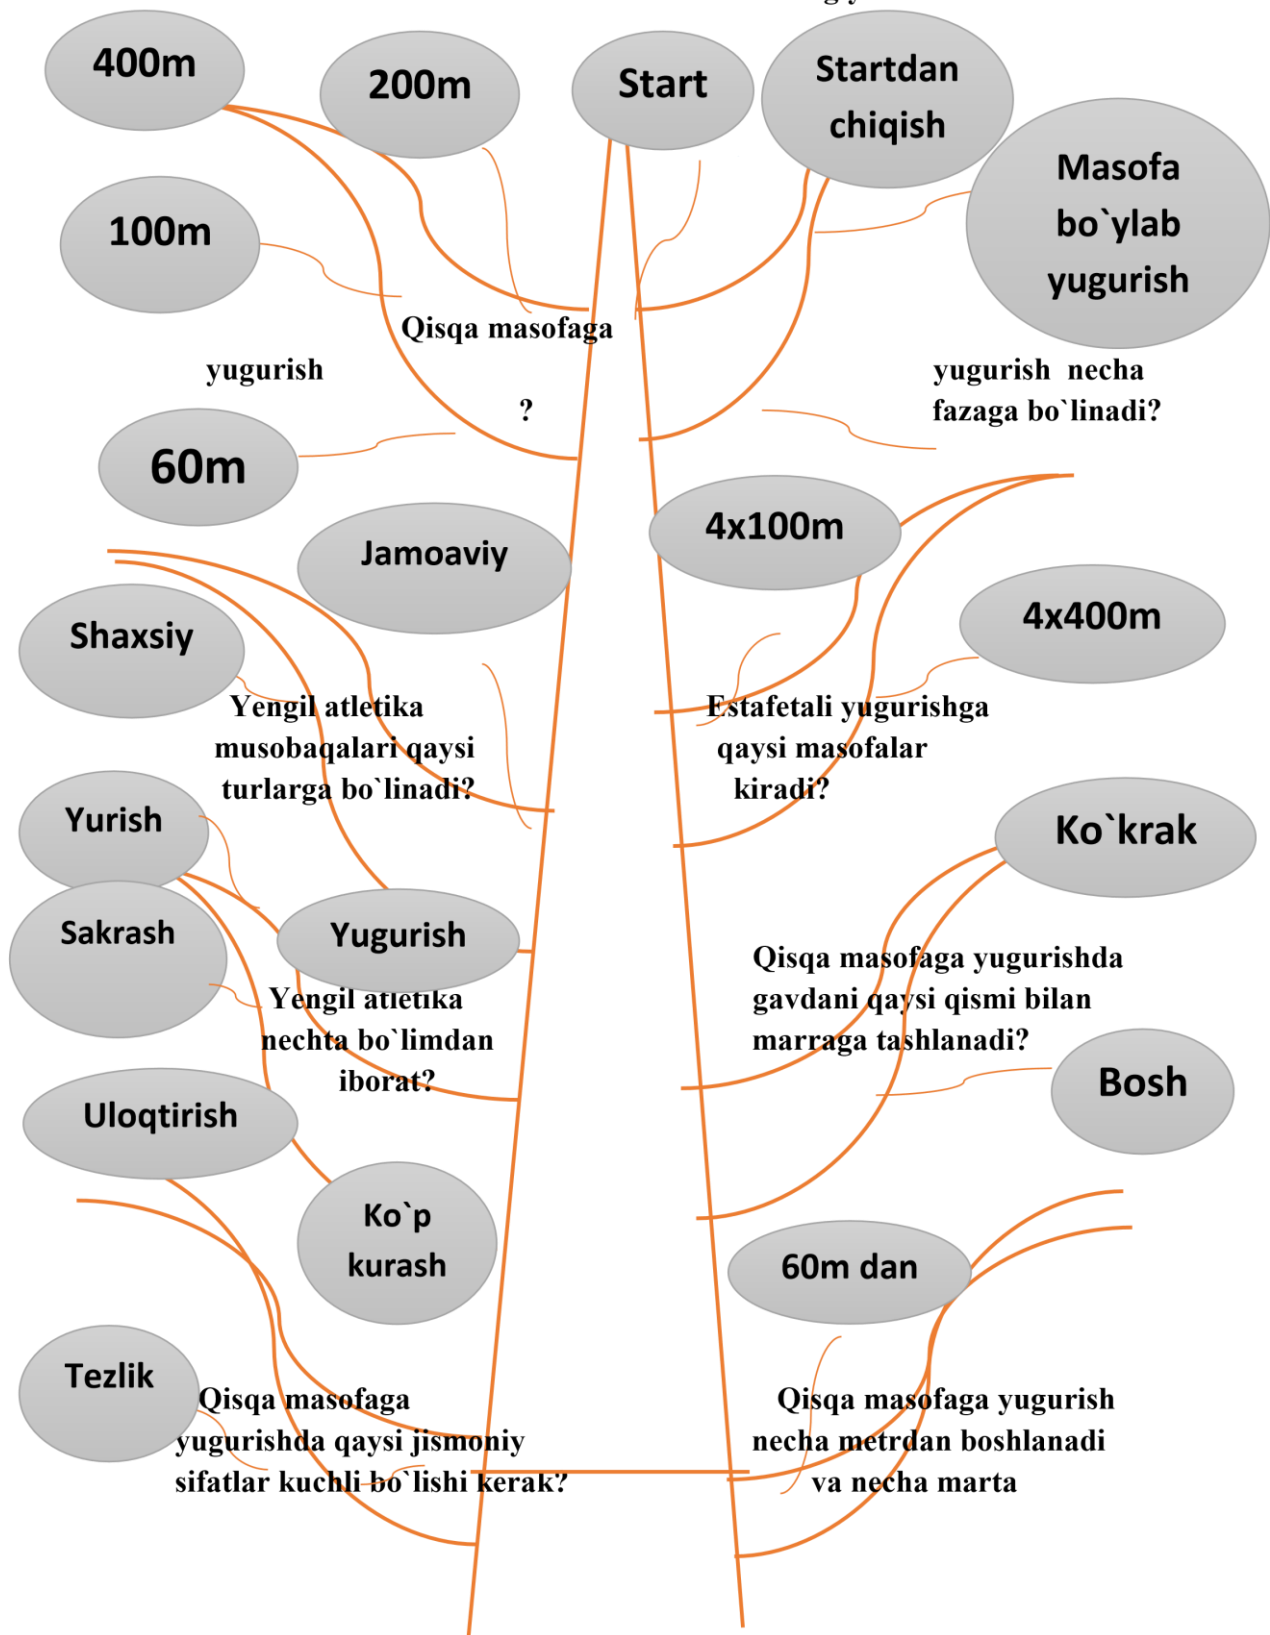 400m
200m
Start
Startdan
chiqish
Masofa
bo`ylab
yugurish
100m
Qisqa masofaga
yugurish
?
yugurish necha
fazaga bo`linadi?
60m
Jamoaviy
4x100m
4x400m
Shaxsiy
Yengil atletika
musobaqalari qaysi
turlarga bo`linadi?
Estafetali yugurishga
qaysi masofalar
kiradi?
Yurish
Ko`krak
Sakrash
Yugurish
Yengil atletika
nechta bo`limdan
iborat?
Qisqa masofaga yugurishda
gavdani qaysi qismi bilan
marraga tashlanadi?
Bosh
Uloqtirish
Ko`p
kurash
60m dan
Tezlik
Qisqa masofaga
yugurishda qaysi jismoniy
sifatlar kuchli bo`lishi kerak?
Qisqa masofaga yugurish
necha metrdan boshlanadi
va necha marta